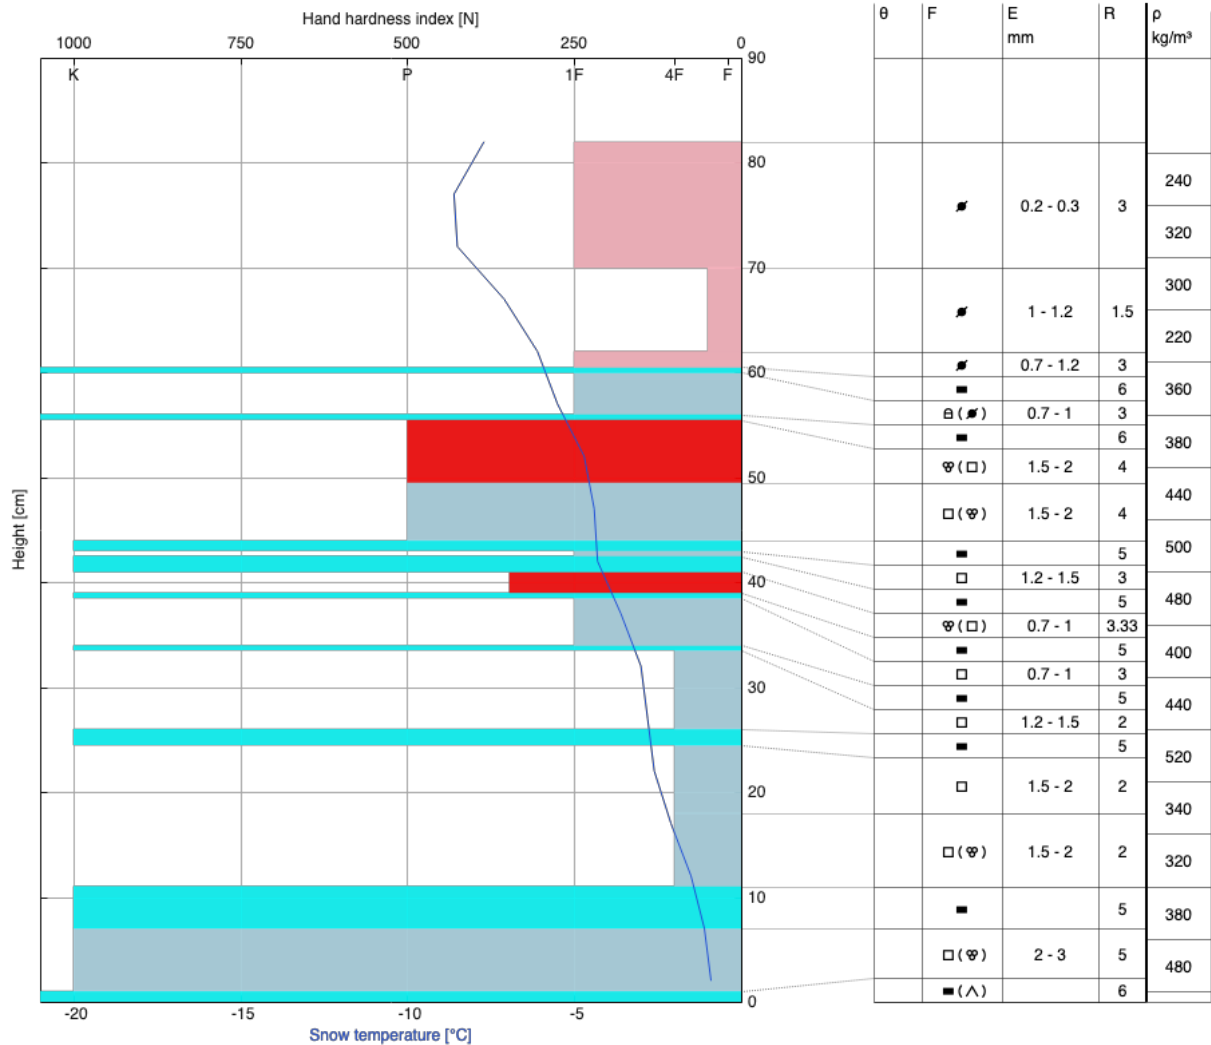 Hand hardness index [N]
1000 750 500 250 0
K P 1F 4F F
θ F E R ρ
mm kg/m³
Height [cm]
90
80
70
60
50
40
30
20
10
0
0.2 - 0.3 3
1 - 1.2 1.5
0.7 - 1.2 3
6
( ) 0.7 - 1 3
6
( ) 1.5 - 2 4
( ) 1.5 - 2 4
5
1.2 - 1.5 3
5
( ) 0.7 - 1 3.33
5
0.7 - 1 3
5
1.2 - 1.5 2
5
1.5 - 2 2
( ) 1.5 - 2 2
5
( ) 2 - 3 5
( ) 6
240
320
300
220
360
380
440
500
480
400
440
520
340
320
380
480
-20 -15 -10 -5
Snow temperature [°C]